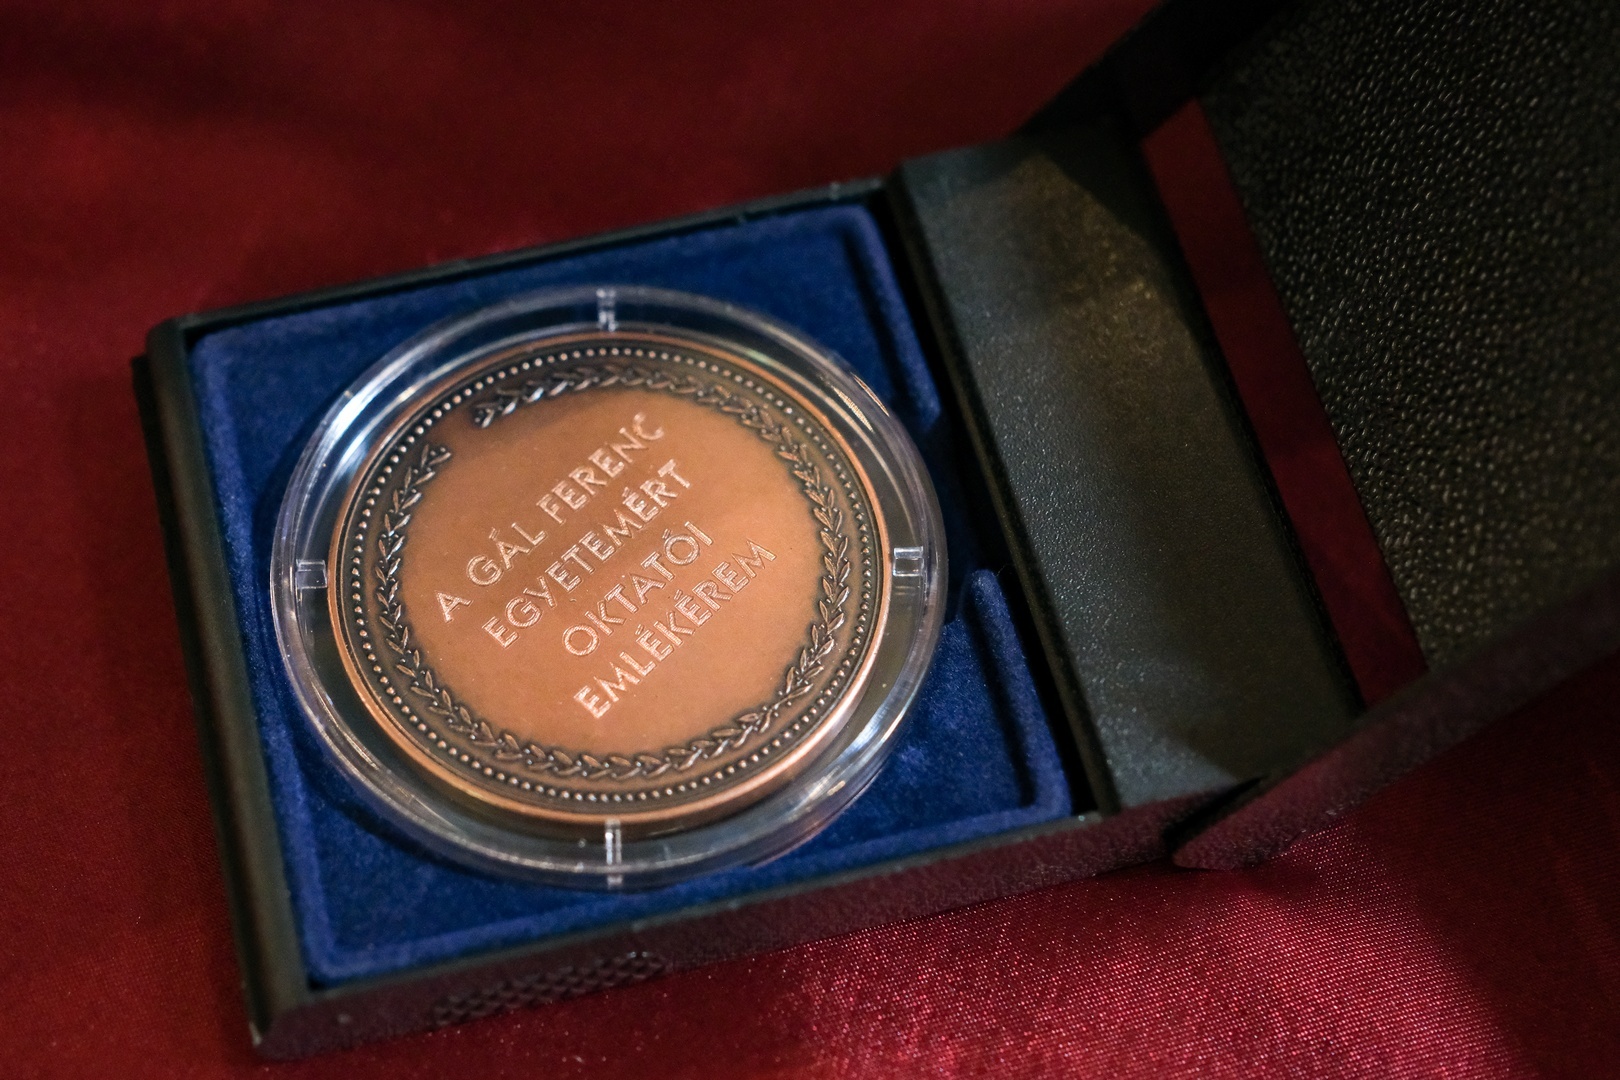 A GÁL FERENC
EGYETEMÉRT
OKTATÓI
EMLÉKÉREM